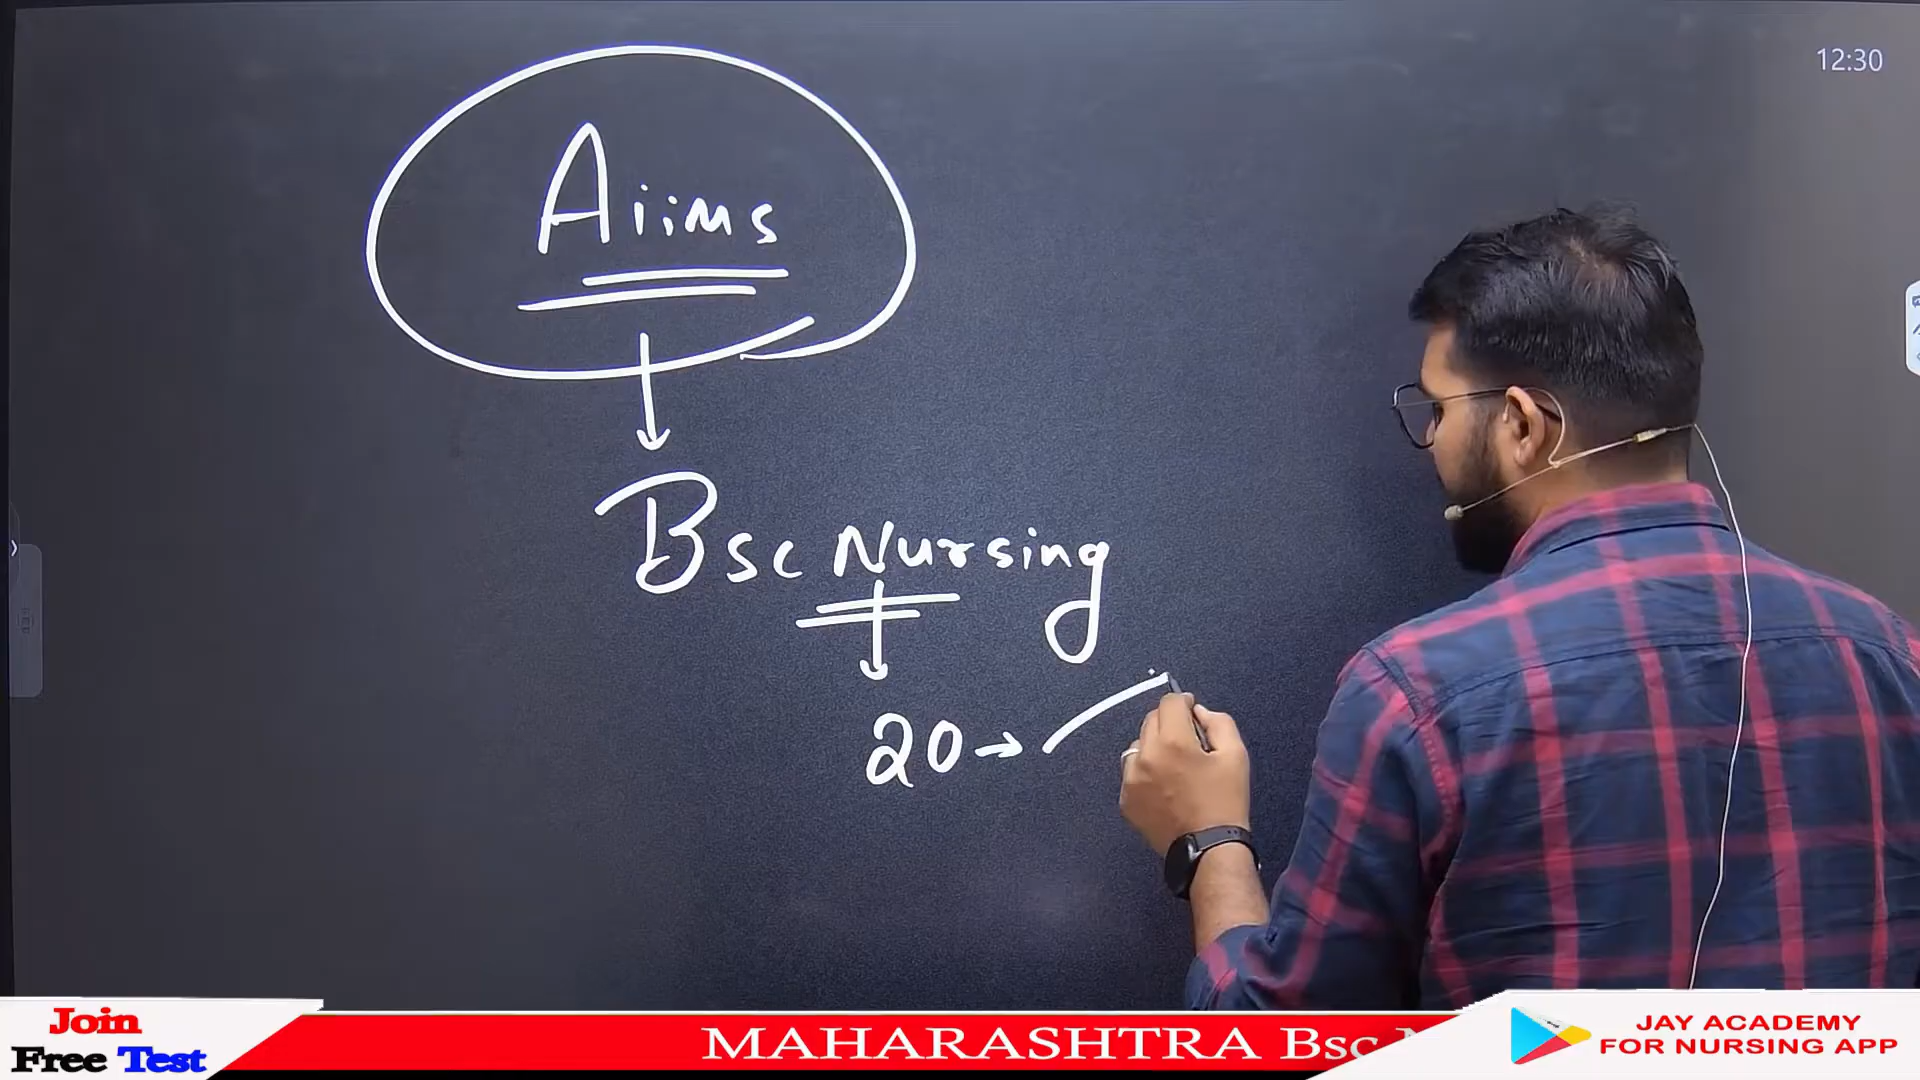 12:30
Aiims
Bsc Nursing
20→
Join
Free Test
MAHARASHTRA Bsc
JAY ACADEMY
FOR NURSING APP